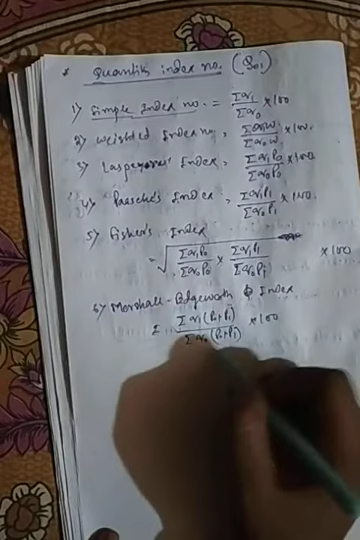 * Quantity index no. (Q₀₁)
1) Simple Index no. = Σq₁ / Σq₀ × 100
2) Weighted Index no, = Σq₁w / Σq₀w × 100
3) Laspeyres' Index, = Σq₁P₀ / Σq₀P₀ × 100
4) Paasche's Index, = Σq₁P₁ / Σq₀P₁ × 100
5) Fisher's Index
= √ Σq₁P₀ / Σq₀P₀ × Σq₁P₁ / Σq₀P₁ × 100
6) Marshall-Edgeworth Index
= Σq₁(P₀+P₁) / Σq₀(P₀+P₁) × 100